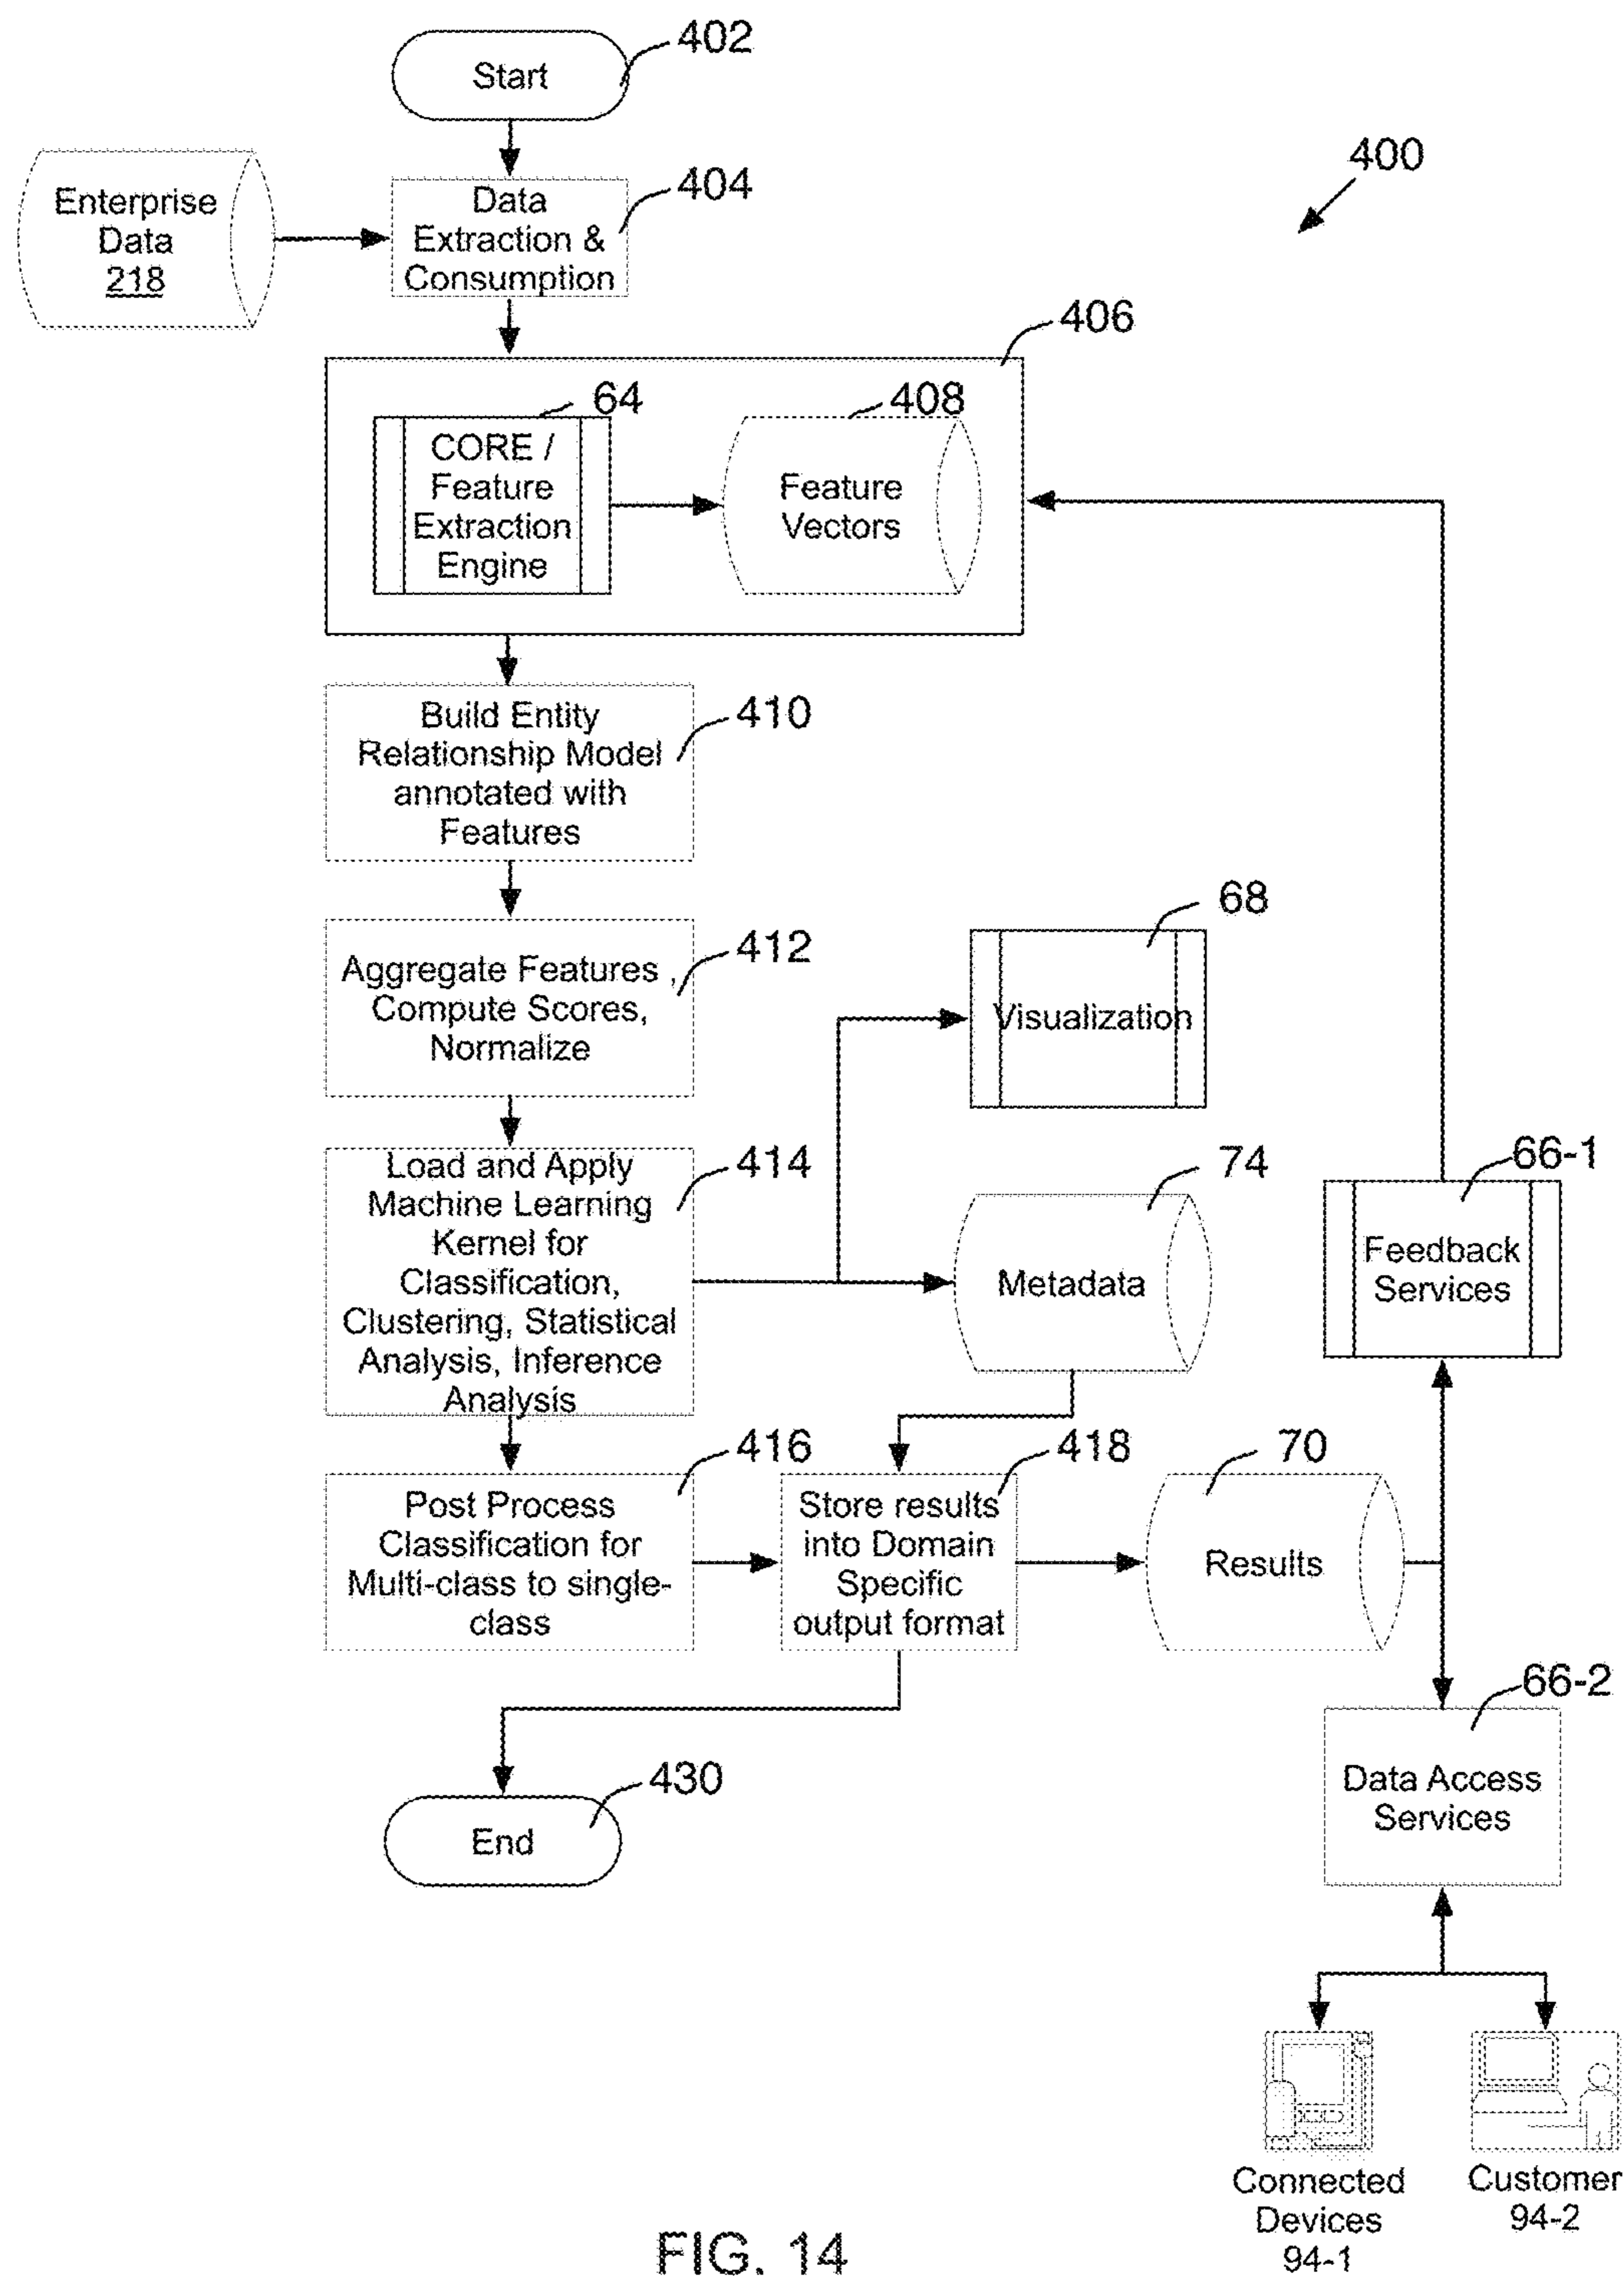 402
Start
400
404
Data
Extraction &
Consumption
Enterprise
Data
218
406
64
CORE /
Feature
Extraction
Engine
408
Feature
Vectors
410
Build Entity
Relationship Model
annotated with
Features
412
Aggregate Features ,
Compute Scores,
Normalize
68
Visualization
414
Load and Apply
Machine Learning
Kernel for
Classification,
Clustering, Statistical
Analysis, Inference
Analysis
74
Metadata
66-1
Feedback
Services
416
Post Process
Classification for
Multi-class to single-
class
418
Store results
into Domain
Specific
output format
70
Results
66-2
Data Access
Services
430
End
Connected
Devices
94-1
Customer
94-2
FIG. 14